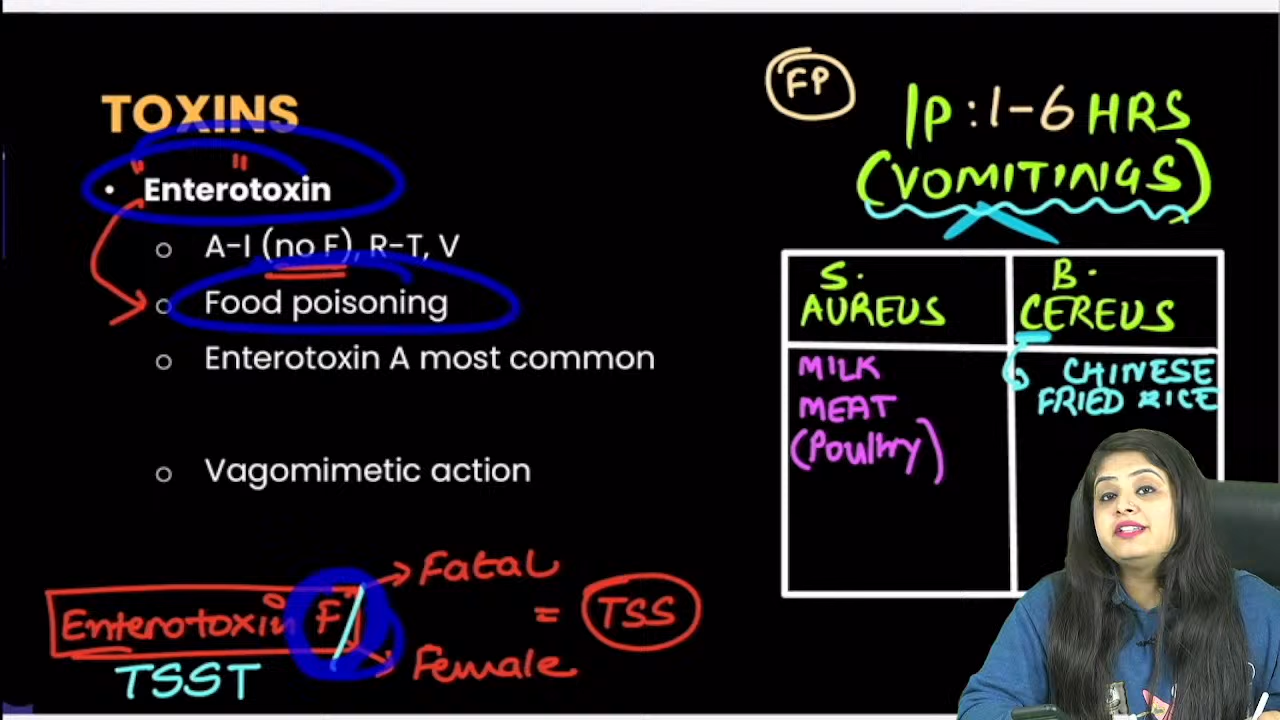 TOXINS
• Enterotoxin
o A-I (no F), R-T, V
o Food poisoning
o Enterotoxin A most common
o Vagomimetic action
Enterotoxin F
TSST
Fatal
= TSS
Female
FP
IP : 1-6 HRS
(VOMITINGS)
S. AUREUS
B. CEREUS
MILK
MEAT
(Poultry)
CHINESE
FRIED RICE